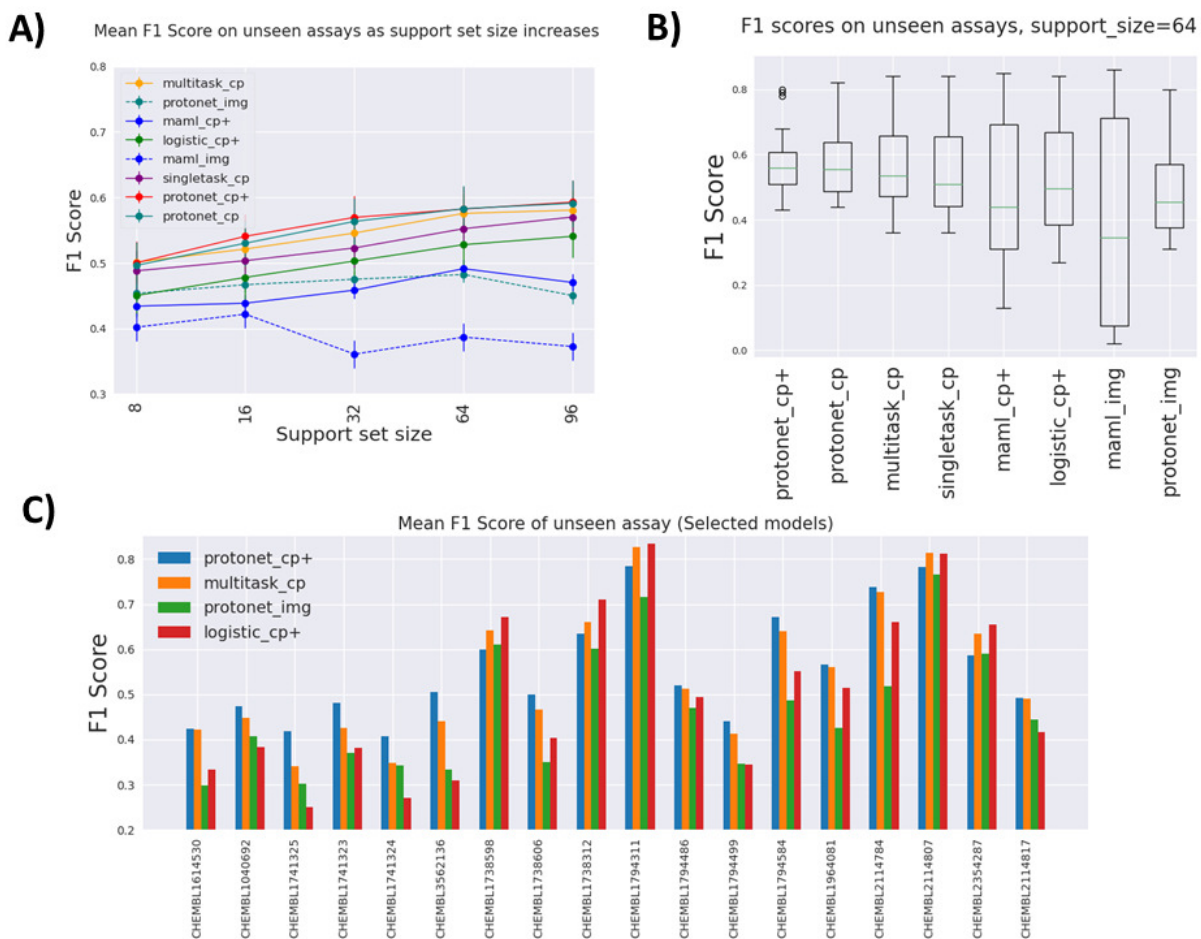 A)
Mean F1 Score on unseen assays as support set size increases
0.8
0.7
0.6
0.5
0.4
0.3
F1 Score
multitask_cp
protonet_img
maml_cp+
logistic_cp+
maml_img
singletask_cp
protonet_cp+
protonet_cp
8
16
32
64
96
Support set size
B)
F1 scores on unseen assays, support_size=64
0.8
0.6
0.4
0.2
0.0
F1 Score
protonet_cp+
protonet_cp
multitask_cp
singletask_cp
maml_cp+
logistic_cp+
maml_img
protonet_img
C)
Mean F1 Score of unseen assay (Selected models)
0.8
0.7
0.6
0.5
0.4
0.3
0.2
F1 Score
protonet_cp+
multitask_cp
protonet_img
logistic_cp+
CHEMBL1614530
CHEMBL1040692
CHEMBL1741325
CHEMBL1741323
CHEMBL1741324
CHEMBL3562136
CHEMBL1738598
CHEMBL1738606
CHEMBL1738312
CHEMBL1794311
CHEMBL1794486
CHEMBL1794499
CHEMBL1794584
CHEMBL1964081
CHEMBL2114784
CHEMBL2114807
CHEMBL2354287
CHEMBL2114817